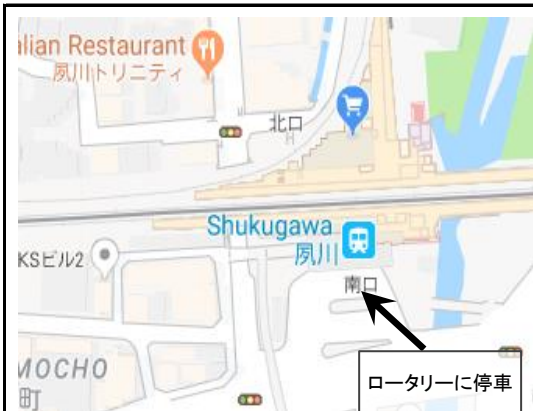 alian Restaurant
夙川トリニティ
北口
Shukugawa
夙川
KSビル2
南口
MOCHO
町
ロータリーに停車